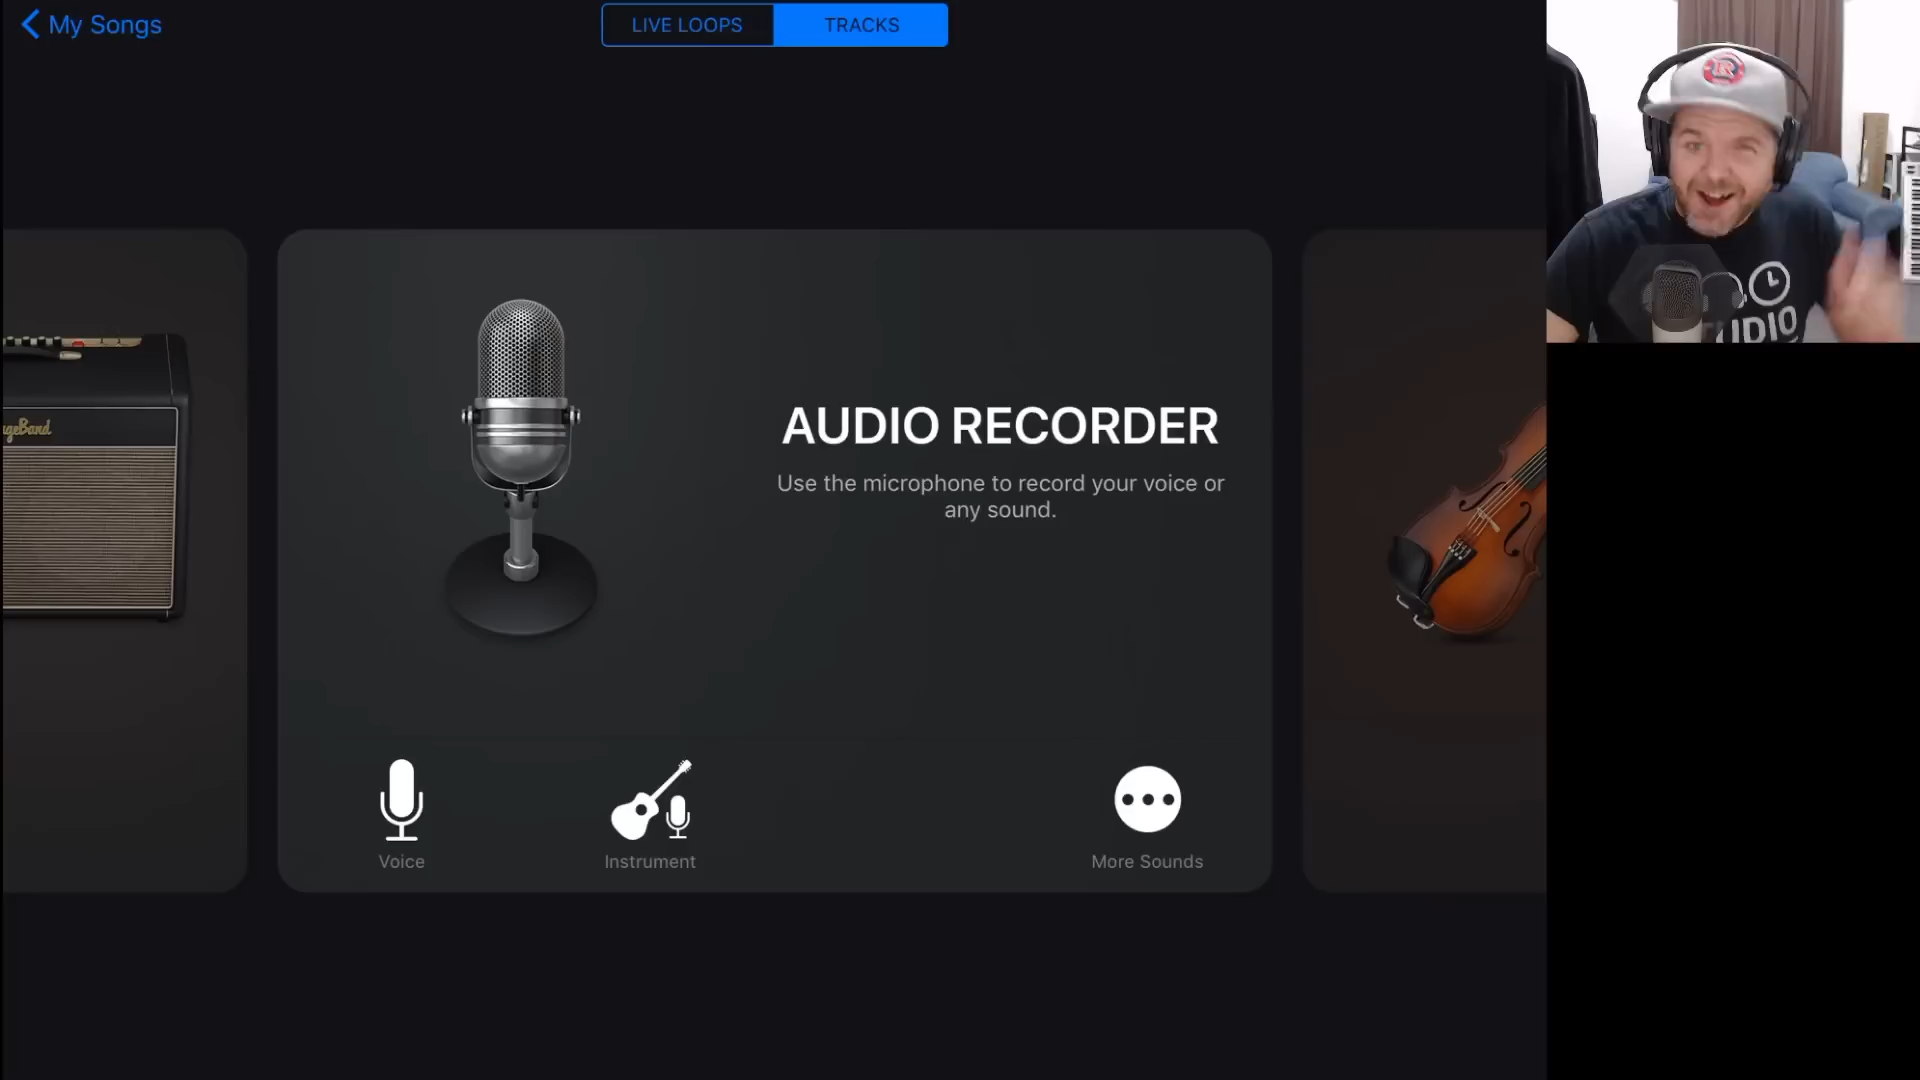 My Songs
LIVE LOOPS
TRACKS
AUDIO RECORDER
Use the microphone to record your voice or
any sound.
Voice
Instrument
More Sounds